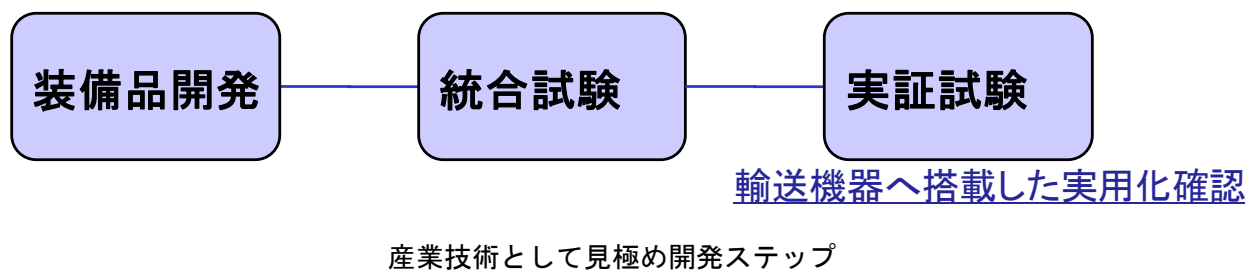 装備品開発
統合試験
実証試験
輸送機器へ搭載した実用化確認
産業技術として見極め開発ステップ